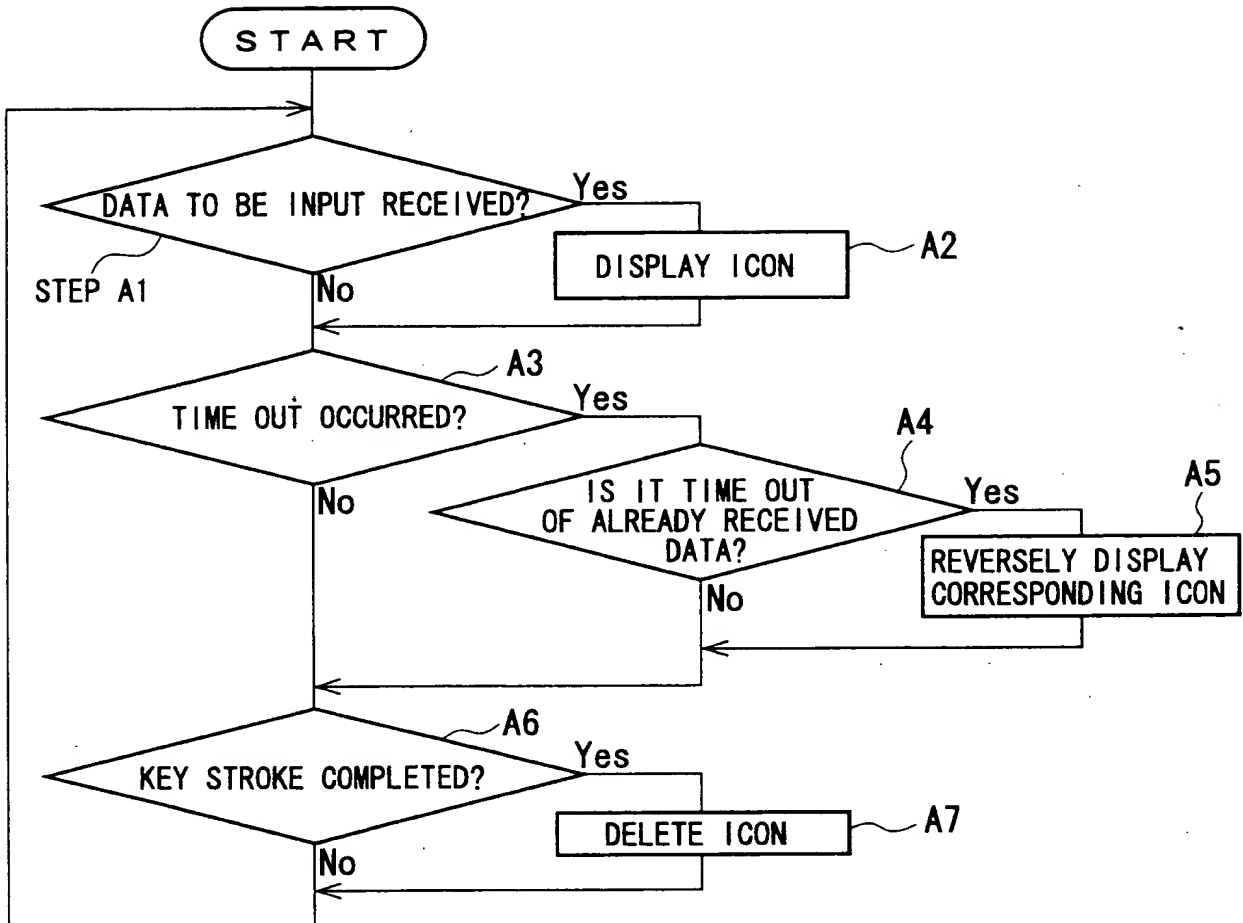 START
DATA TO BE INPUT RECEIVED?
Yes
STEP A1
No
DISPLAY ICON
A2
TIME OUT OCCURRED?
A3
Yes
No
IS IT TIME OUT
OF ALREADY RECEIVED
DATA?
A4
Yes
No
A5
REVERSELY DISPLAY
CORRESPONDING ICON
KEY STROKE COMPLETED?
A6
Yes
No
DELETE ICON
A7